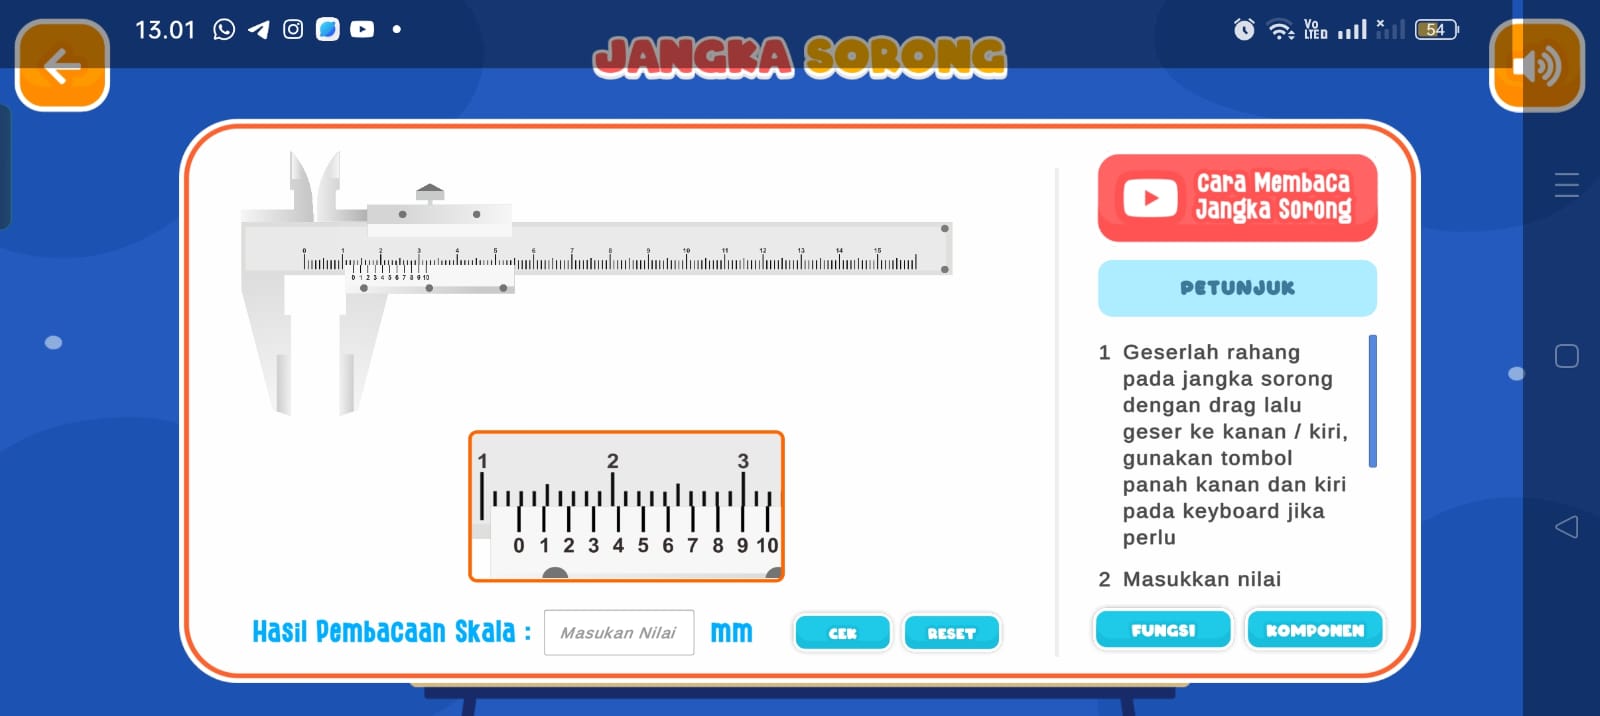 13.01
Vo
LTED
54
JANGKA SORONG
Cara Membaca
Jangka Sorong
0 1 2 3 4 5 6 7 8 9 10 11 12 13 14 15
0 1 2 3 4 5 6 7 8 9 10
PETUNJUK
1 Geserlah rahang
pada jangka sorong
dengan drag lalu
geser ke kanan / kiri,
gunakan tombol
panah kanan dan kiri
pada keyboard jika
perlu
2 Masukkan nilai
1 2 3
0 1 2 3 4 5 6 7 8 9 10
Hasil Pembacaan Skala : Masukan Nilai mm
CEK
RESET
FUNGSI
KOMPONEN